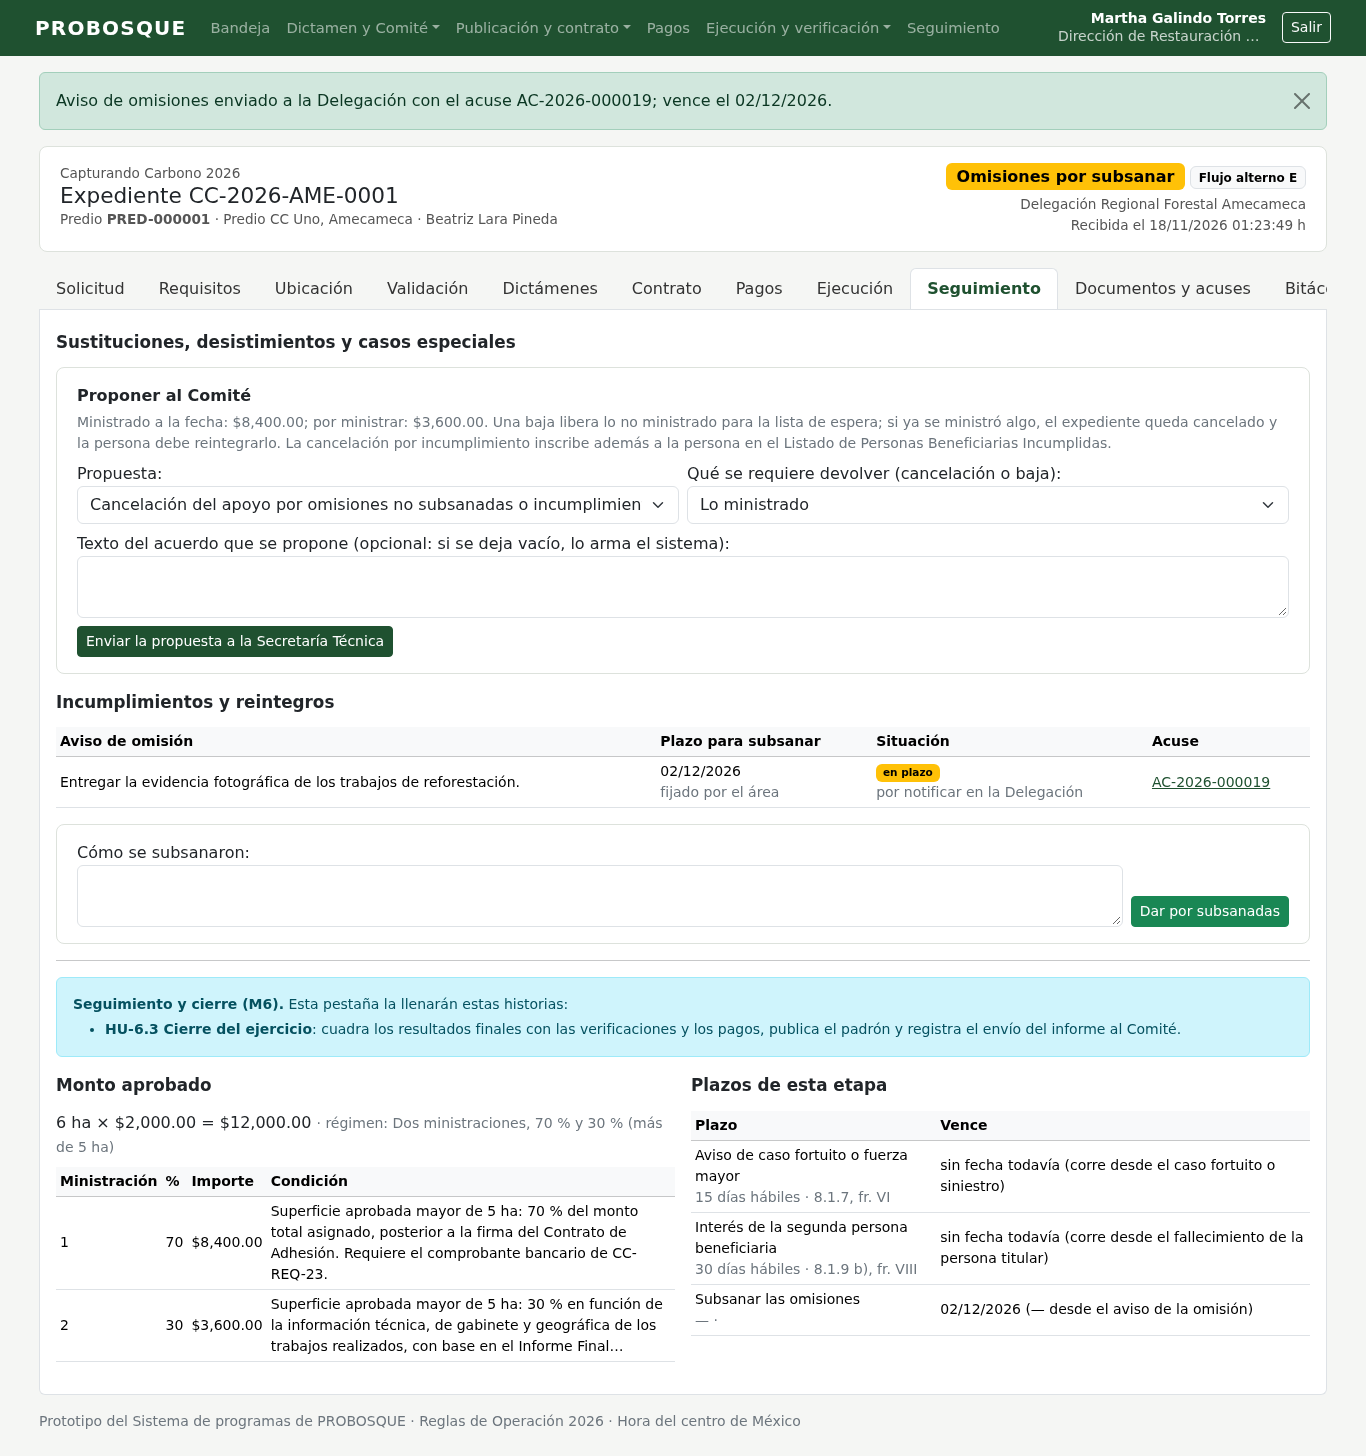 PROBOSQUE Bandeja Dictamen y Comité Publicación y contrato Pagos Ejecución y verificación Seguimiento Martha Galindo Torres
Dirección de Restauración ... Salir
Aviso de omisiones enviado a la Delegación con el acuse AC-2026-000019; vence el 02/12/2026.
Capturando Carbono 2026
Expediente CC-2026-AME-0001
Predio PRED-000001 · Predio CC Uno, Amecameca · Beatriz Lara Pineda
Omisiones por subsanar Flujo alterno E
Delegación Regional Forestal Amecameca
Recibida el 18/11/2026 01:23:49 h
Solicitud Requisitos Ubicación Validación Dictámenes Contrato Pagos Ejecución Seguimiento Documentos y acuses Bitác
Sustituciones, desistimientos y casos especiales
Proponer al Comité
Ministrado a la fecha: $8,400.00; por ministrar: $3,600.00. Una baja libera lo no ministrado para la lista de espera; si ya se ministró algo, el expediente queda cancelado y
la persona debe reintegrarlo. La cancelación por incumplimiento inscribe además a la persona en el Listado de Personas Beneficiarias Incumplidas.
Propuesta: Qué se requiere devolver (cancelación o baja):
Cancelación del apoyo por omisiones no subsanadas o incumplimien Lo ministrado
Texto del acuerdo que se propone (opcional: si se deja vacío, lo arma el sistema):
Enviar la propuesta a la Secretaría Técnica
Incumplimientos y reintegros
Aviso de omisión Plazo para subsanar Situación Acuse
Entregar la evidencia fotográfica de los trabajos de reforestación. 02/12/2026 en plazo AC-2026-000019
fijado por el área por notificar en la Delegación
Cómo se subsanaron:
Dar por subsanadas
Seguimiento y cierre (M6). Esta pestaña la llenarán estas historias:
• HU-6.3 Cierre del ejercicio: cuadra los resultados finales con las verificaciones y los pagos, publica el padrón y registra el envío del informe al Comité.
Monto aprobado
6 ha × $2,000.00 = $12,000.00 · régimen: Dos ministraciones, 70 % y 30 % (más
de 5 ha)
Ministración % Importe Condición
1 70 $8,400.00 Superficie aprobada mayor de 5 ha: 70 % del monto
total asignado, posterior a la firma del Contrato de
Adhesión. Requiere el comprobante bancario de CC-
REQ-23.
2 30 $3,600.00 Superficie aprobada mayor de 5 ha: 30 % en función de
la información técnica, de gabinete y geográfica de los
trabajos realizados, con base en el Informe Final…
Plazos de esta etapa
Plazo Vence
Aviso de caso fortuito o fuerza
mayor
15 días hábiles · 8.1.7, fr. VI
sin fecha todavía (corre desde el caso fortuito o
siniestro)
Interés de la segunda persona
beneficiaria
30 días hábiles · 8.1.9 b), fr. VIII
sin fecha todavía (corre desde el fallecimiento de la
persona titular)
Subsanar las omisiones
— ·
02/12/2026 (— desde el aviso de la omisión)
Prototipo del Sistema de programas de PROBOSQUE · Reglas de Operación 2026 · Hora del centro de México